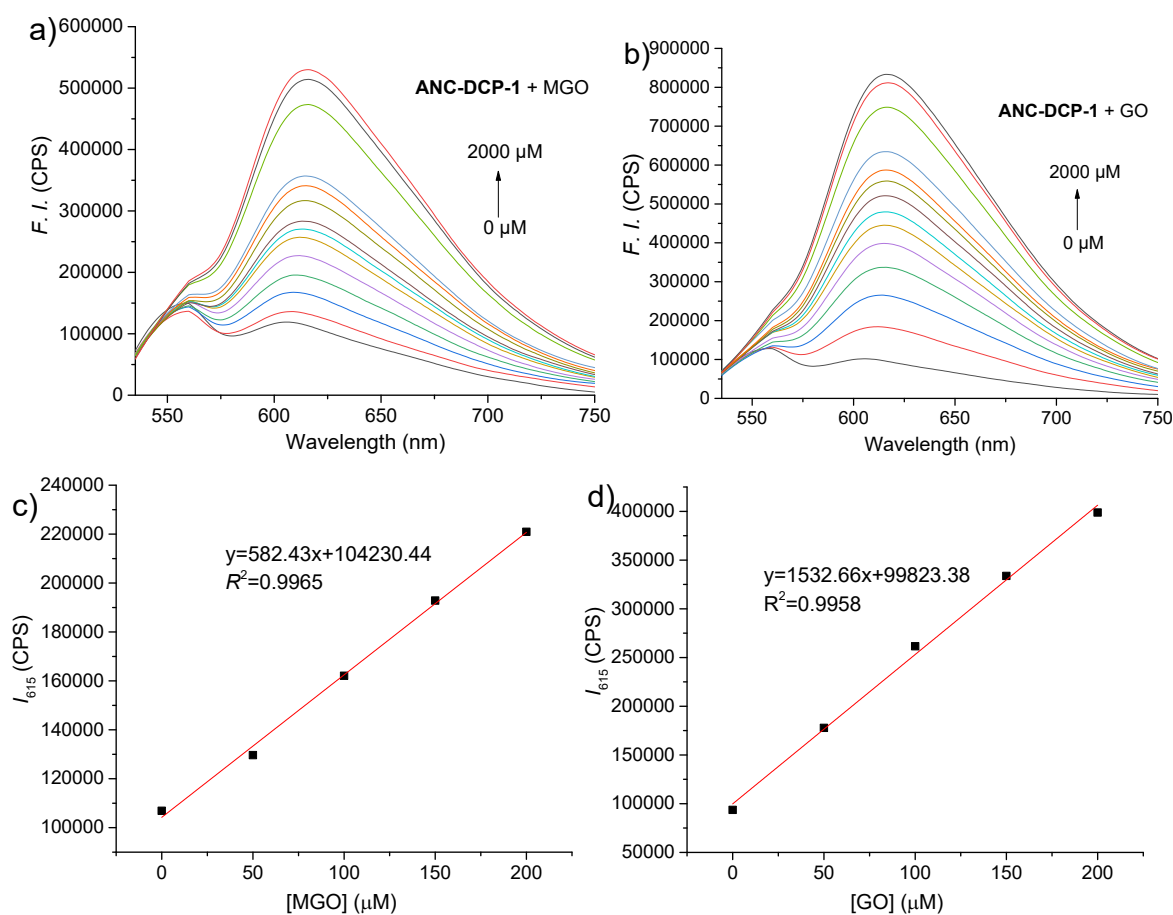 a)
600000
500000
400000
300000
200000
100000
0
F. I. (CPS)
ANC-DCP-1 + MGO
2000 μM
0 μM
550
600
650
700
750
Wavelength (nm)
b)
900000
800000
700000
600000
500000
400000
300000
200000
100000
0
F. I. (CPS)
ANC-DCP-1 + GO
2000 μM
0 μM
550
600
650
700
750
Wavelength (nm)
c)
240000
220000
200000
180000
160000
140000
120000
100000
I615 (CPS)
y=582.43x+104230.44
R2=0.9965
0
50
100
150
200
[MGO] (μM)
d)
400000
350000
300000
250000
200000
150000
100000
50000
I615 (CPS)
y=1532.66x+99823.38
R2=0.9958
0
50
100
150
200
[GO] (μM)